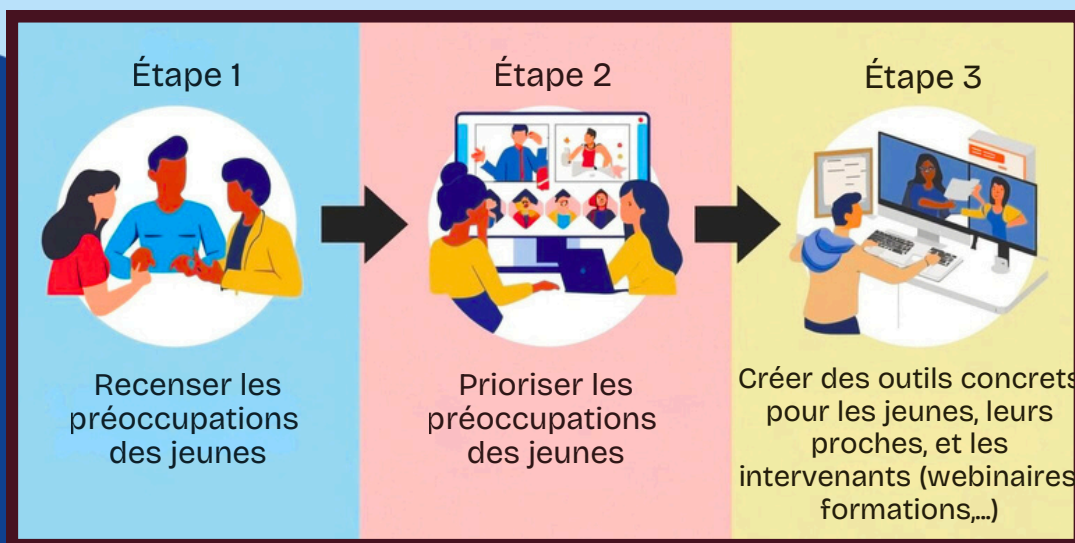 Étape 1
Recenser les
préoccupations
des jeunes
Étape 2
Prioriser les
préoccupations
des jeunes
Étape 3
Créer des outils concrets
pour les jeunes, leurs
proches, et les
intervenants (webinaires
formations,...)